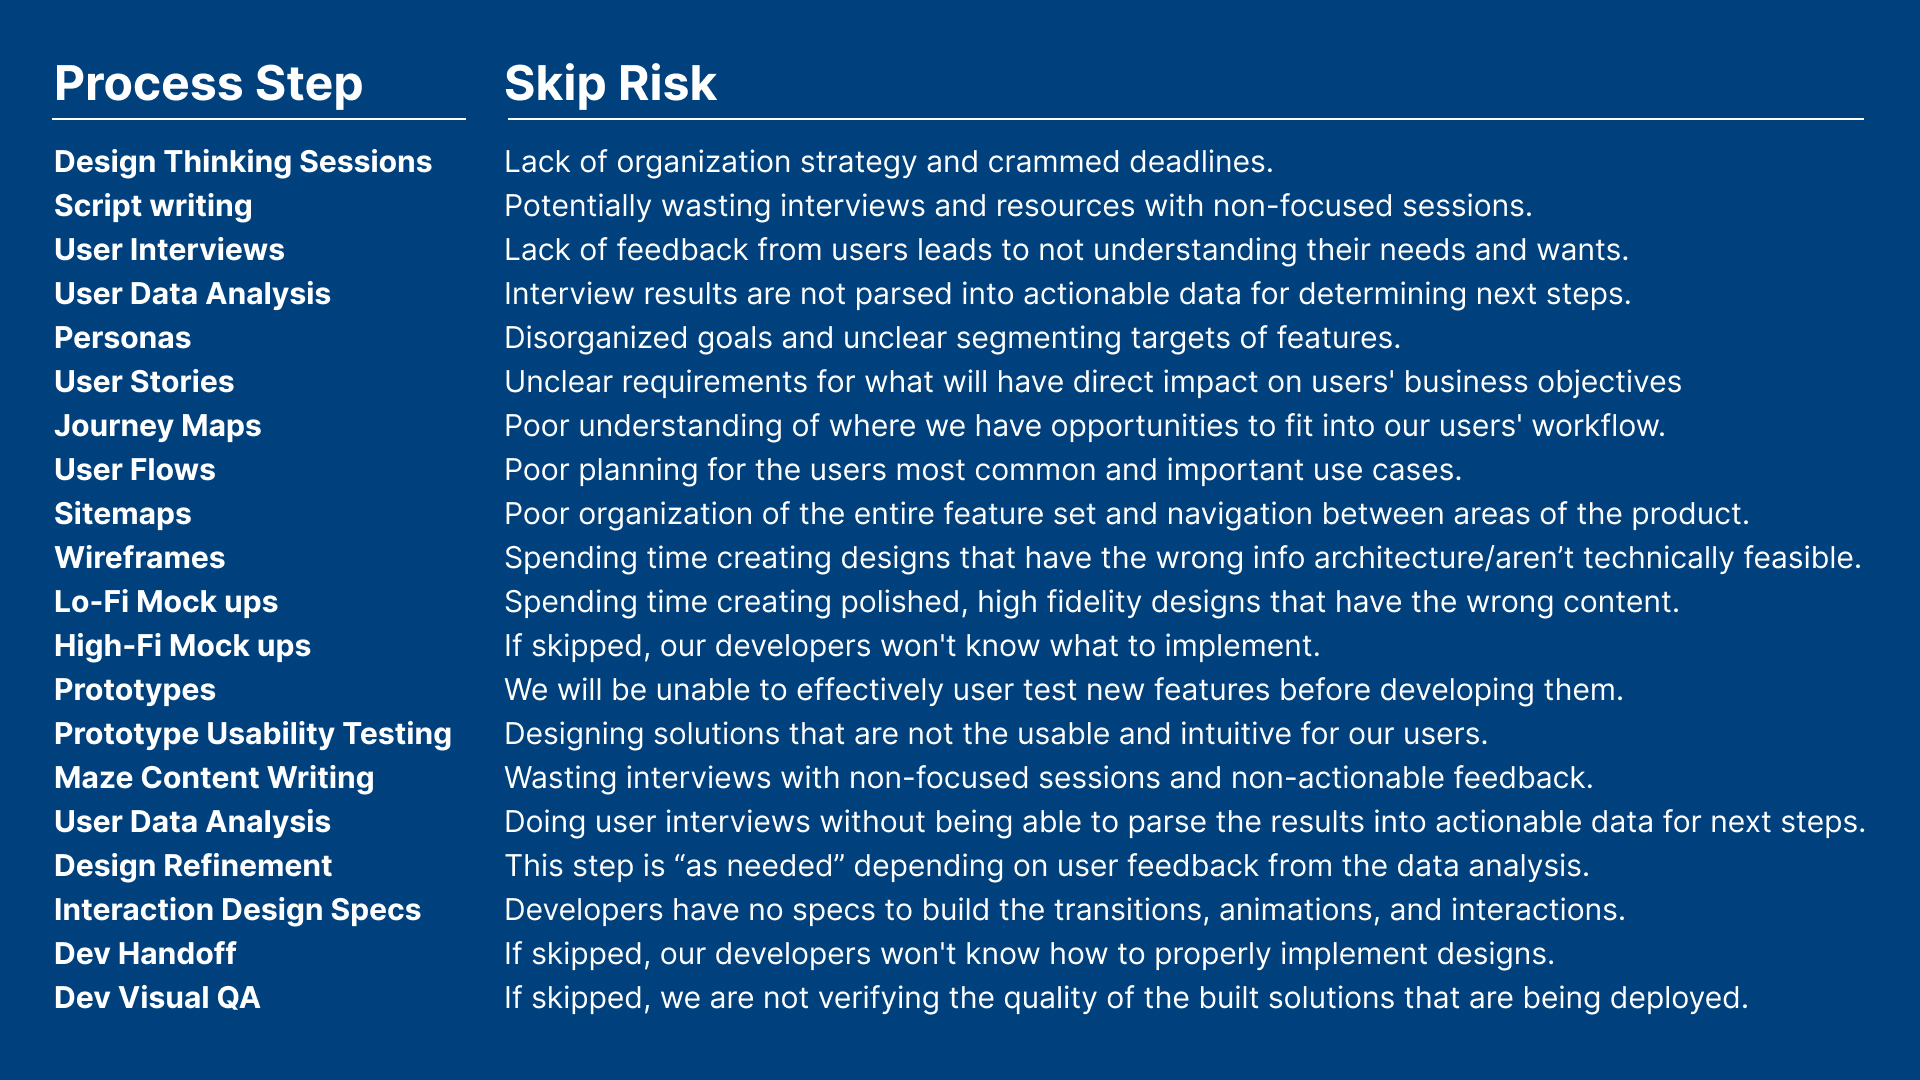 Process Step Skip Risk
Design Thinking Sessions Lack of organization strategy and crammed deadlines.
Script writing Potentially wasting interviews and resources with non-focused sessions.
User Interviews Lack of feedback from users leads to not understanding their needs and wants.
User Data Analysis Interview results are not parsed into actionable data for determining next steps.
Personas Disorganized goals and unclear segmenting targets of features.
User Stories Unclear requirements for what will have direct impact on users' business objectives
Journey Maps Poor understanding of where we have opportunities to fit into our users' workflow.
User Flows Poor planning for the users most common and important use cases.
Sitemaps Poor organization of the entire feature set and navigation between areas of the product.
Wireframes Spending time creating designs that have the wrong info architecture/aren’t technically feasible.
Lo-Fi Mock ups Spending time creating polished, high fidelity designs that have the wrong content.
High-Fi Mock ups If skipped, our developers won't know what to implement.
Prototypes We will be unable to effectively user test new features before developing them.
Prototype Usability Testing Designing solutions that are not the usable and intuitive for our users.
Maze Content Writing Wasting interviews with non-focused sessions and non-actionable feedback.
User Data Analysis Doing user interviews without being able to parse the results into actionable data for next steps.
Design Refinement This step is “as needed” depending on user feedback from the data analysis.
Interaction Design Specs Developers have no specs to build the transitions, animations, and interactions.
Dev Handoff If skipped, our developers won't know how to properly implement designs.
Dev Visual QA If skipped, we are not verifying the quality of the built solutions that are being deployed.